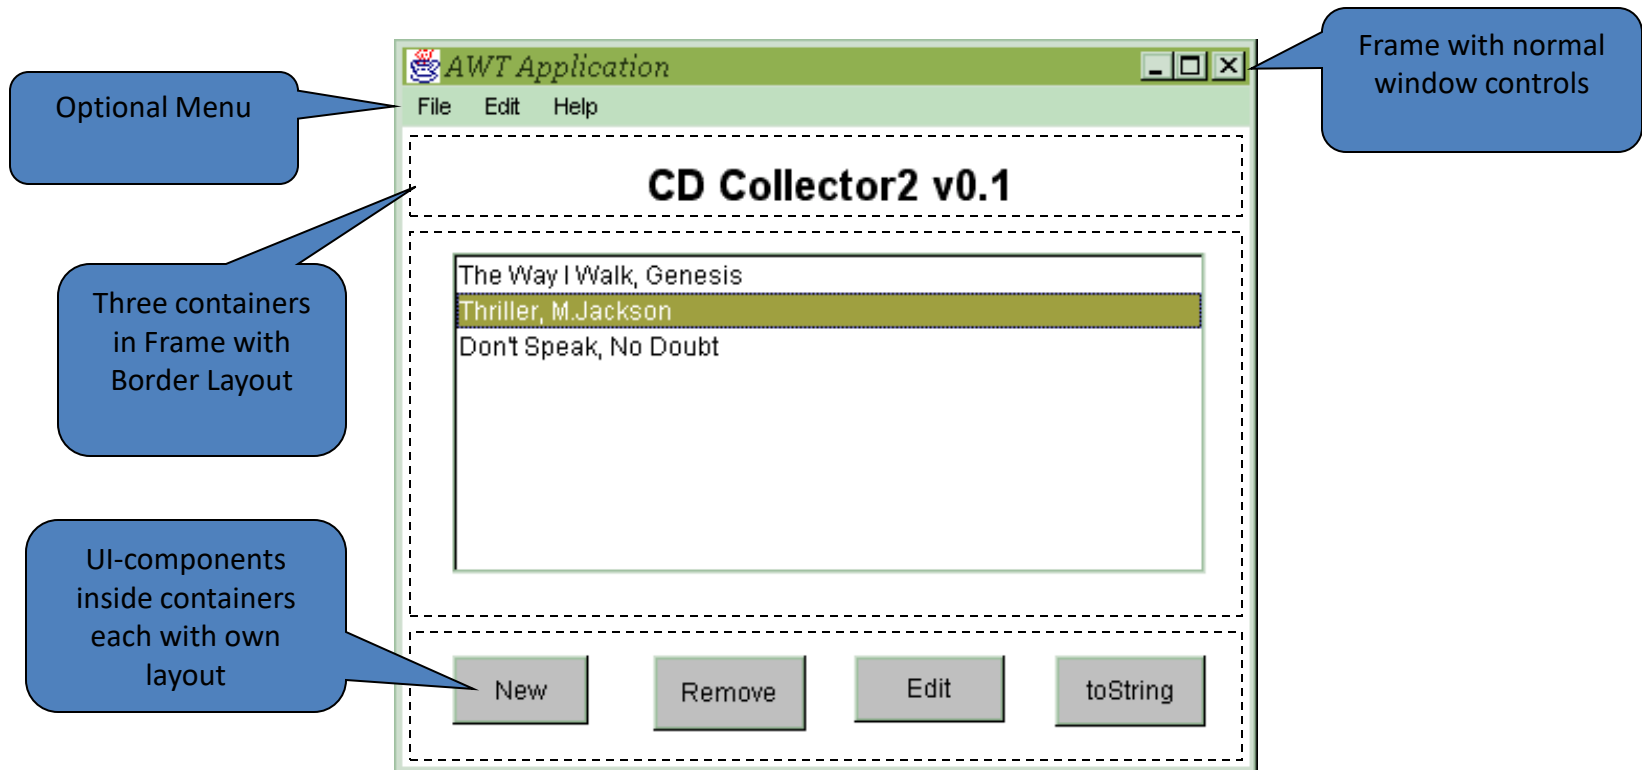 Frame with normal
window controls
Optional Menu
AWT Application
File Edit Help
CD Collector2 v0.1
Three containers
in Frame with
Border Layout
The Way I Walk, Genesis
Thriller, M.Jackson
Don't Speak, No Doubt
UI-components
inside containers
each with own
layout
New Remove Edit toString